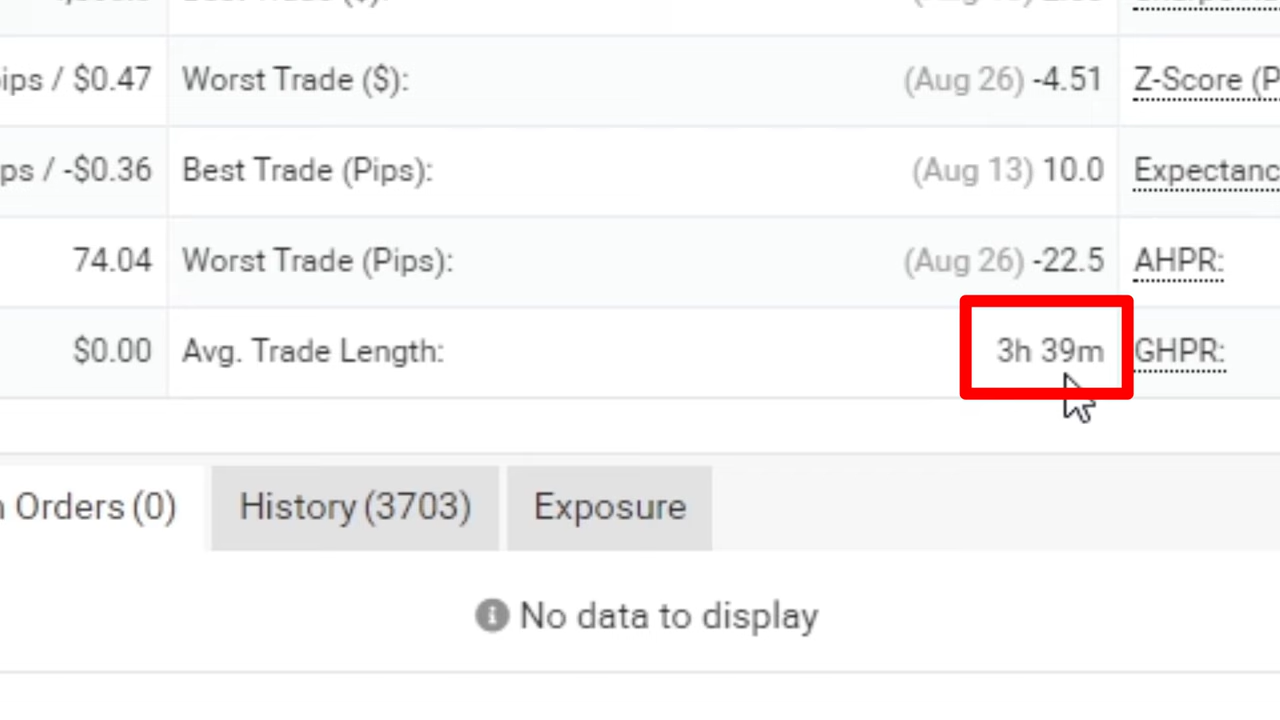 ips / $0.47 Worst Trade ($): (Aug 26) -4.51 Z-Score (P
ps / -$0.36 Best Trade (Pips): (Aug 13) 10.0 Expectanc
74.04 Worst Trade (Pips): (Aug 26) -22.5 AHPR:
$0.00 Avg. Trade Length: 3h 39m GHPR:
Orders (0) History (3703) Exposure
No data to display